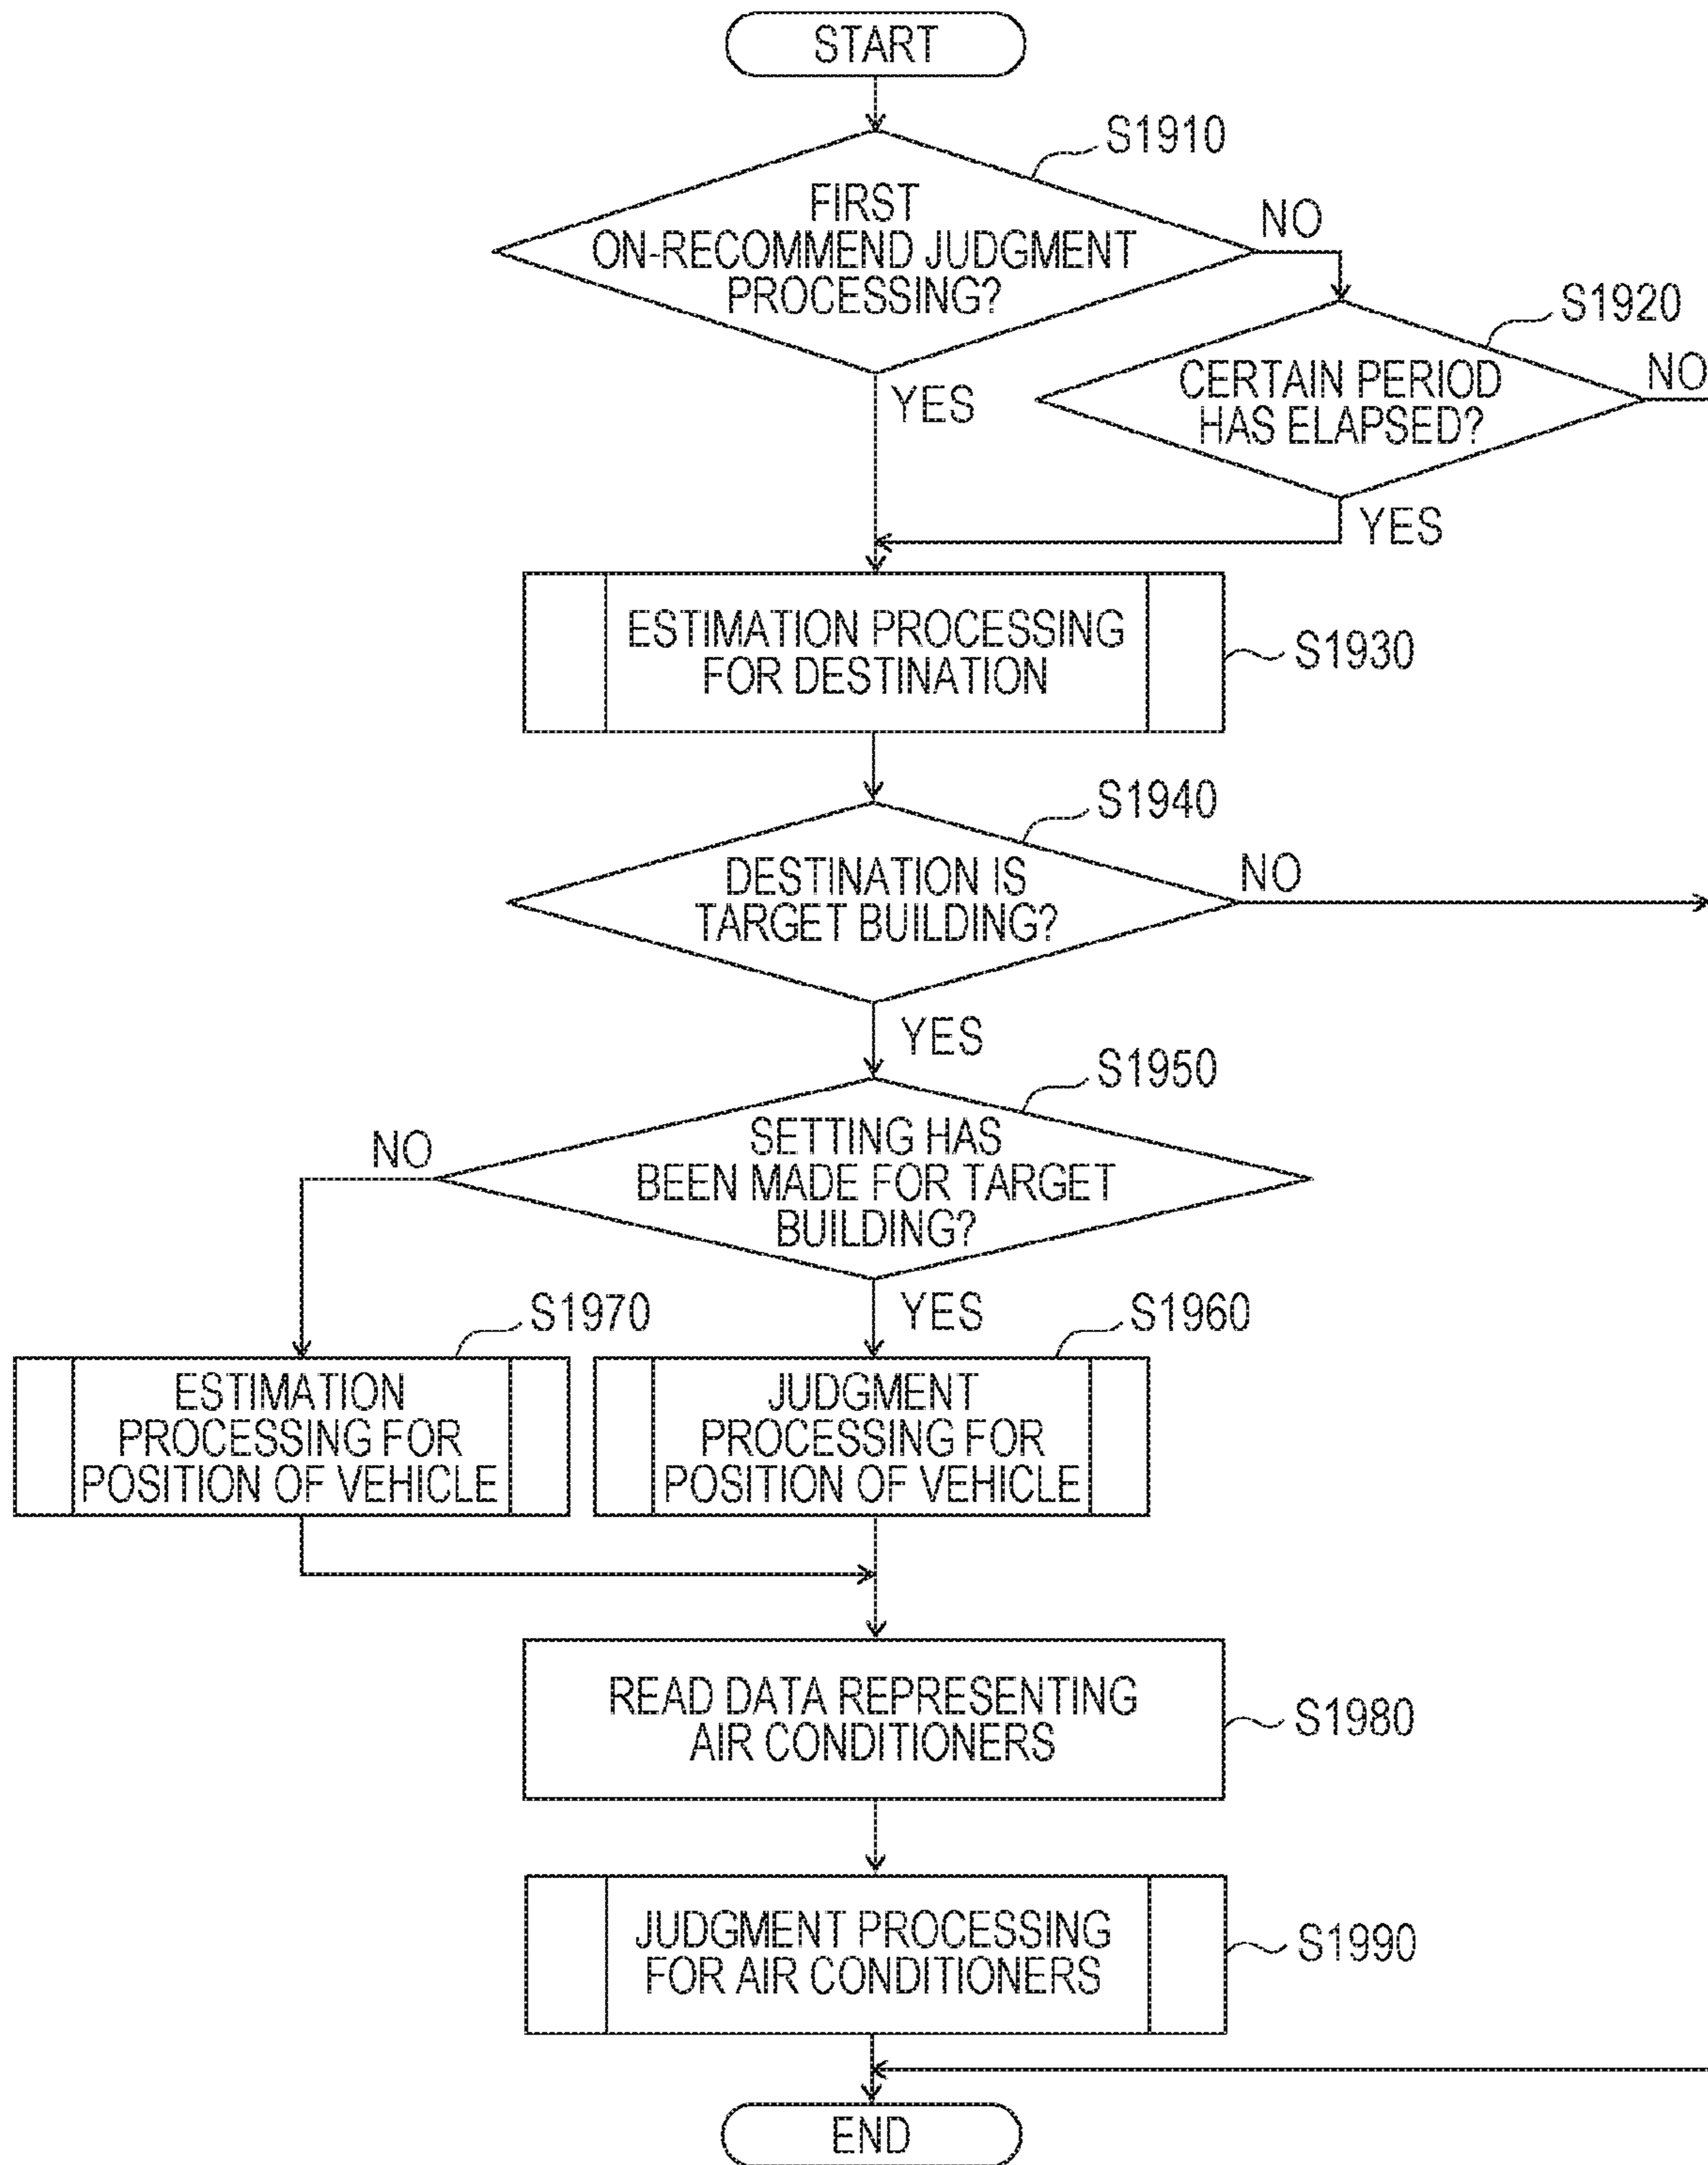 START
S1910
FIRST
ON-RECOMMEND JUDGMENT
PROCESSING?
NO
YES
S1920
CERTAIN PERIOD
HAS ELAPSED?
NO
YES
ESTIMATION PROCESSING
FOR DESTINATION
S1930
S1940
DESTINATION IS
TARGET BUILDING?
NO
YES
S1950
SETTING HAS
BEEN MADE FOR TARGET
BUILDING?
NO
YES
S1970
ESTIMATION
PROCESSING FOR
POSITION OF VEHICLE
S1960
JUDGMENT
PROCESSING FOR
POSITION OF VEHICLE
READ DATA REPRESENTING
AIR CONDITIONERS
S1980
JUDGMENT PROCESSING
FOR AIR CONDITIONERS
S1990
END